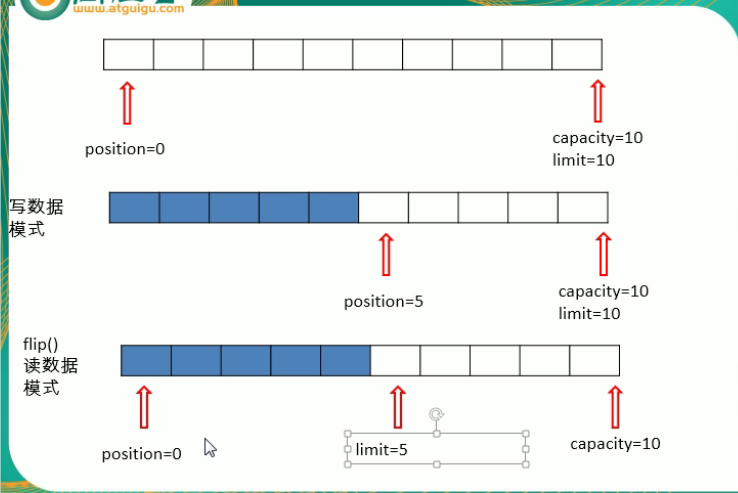 www.atguigu.com
position=0
capacity=10
limit=10
写数据
模式
position=5
capacity=10
limit=10
flip()
读数据
模式
position=0
limit=5
capacity=10